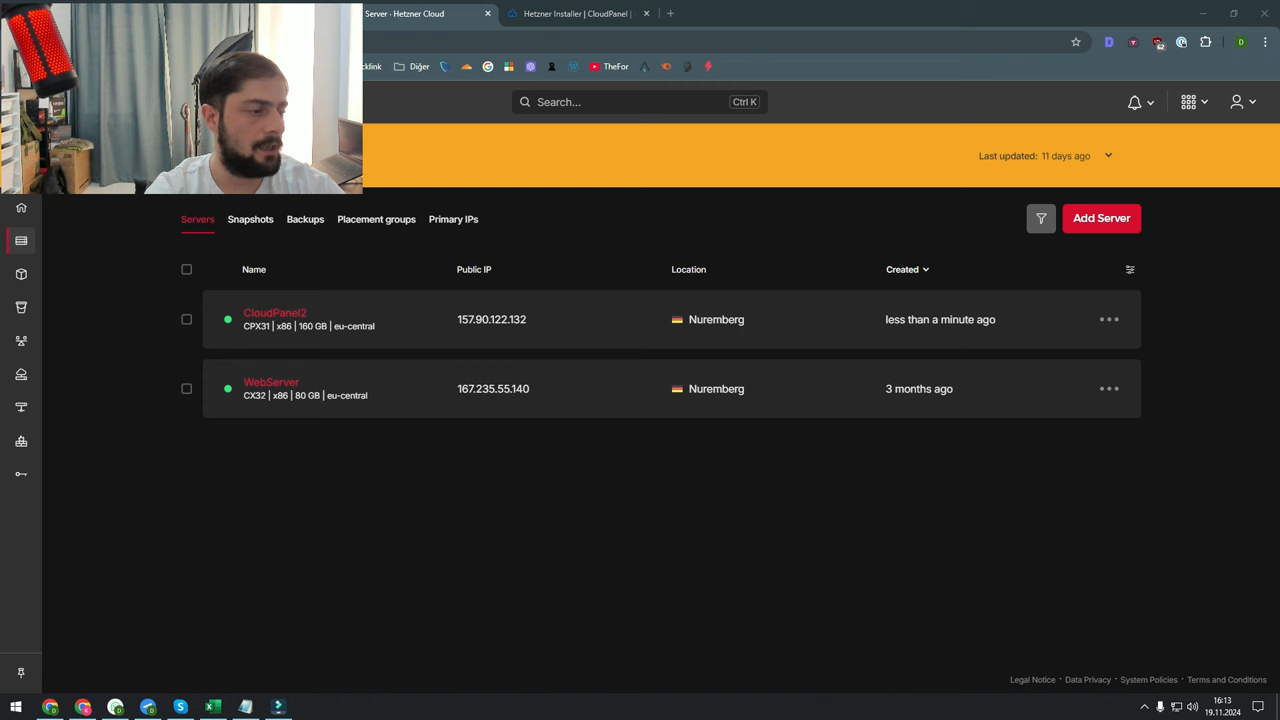 Server - Hetzner Cloud
Hetzner Installer | CloudPanel |
klink
Diğer
TheFor
Search...
Ctrl K
Last updated: 11 days ago
Servers
Snapshots
Backups
Placement groups
Primary IPs
Add Server
Name
Public IP
Location
Created
CloudPanel2
CPX31 | x86 | 160 GB | eu-central
157.90.122.132
Nuremberg
less than a minute ago
WebServer
CX32 | x86 | 80 GB | eu-central
167.235.55.140
Nuremberg
3 months ago
Legal Notice · Data Privacy · System Policies · Terms and Conditions
16:13
19.11.2024